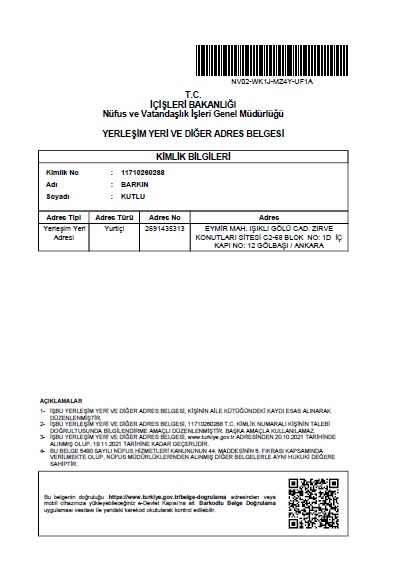 NV02-WK1J-MZ4Y-UF1A
T.C.
İÇİŞLERİ BAKANLIĞI
Nüfus ve Vatandaşlık İşleri Genel Müdürlüğü
YERLEŞİM YERİ VE DİĞER ADRES BELGESİ
KİMLİK BİLGİLERİ
Kimlik No : 11710260288
Adı : BARKIN
Soyadı : KUTLU
Adres Tipi Adres Türü Adres No Adres
Yerleşim Yeri Adresi Yurtiçi 2691435313 EYMİR MAH. IŞIKLI GÖLÜ CAD. ZIRVE
KONUTLARI SİTESİ C2-68 BLOK NO: 1D İÇ
KAPI NO: 12 GÖLBAŞI / ANKARA
AÇIKLAMALAR
1- İŞBU YERLEŞİM YERİ VE DİĞER ADRES BELGESİ, KİŞİNİN AİLE KÜTÜĞÜNDEKİ KAYDI ESAS ALINARAK
DÜZENLENMİŞTİR.
2- İŞBU YERLEŞİM YERİ VE DİĞER ADRES BELGESİ, 11710260288 T.C. KİMLİK NUMARALI KİŞİNİN TALEBİ
DOĞRULTUSUNDA BİLGİLENDİRME AMAÇLI DÜZENLENMİŞTİR. BAŞKA AMAÇLA KULLANILAMAZ.
3- İŞBU YERLEŞİM YERİ VE DİĞER ADRES BELGESİ, www.turkiye.gov.tr ADRESİNDEN 20.10.2021 TARİHİNDE
ALINMIŞ OLUP, 19.11.2021 TARİHİNE KADAR GEÇERLİDİR.
4- BU BELGE 5490 SAYILI NÜFUS HİZMETLERİ KANUNUNUN 44. MADDESİNİN 5. FIKRASI KAPSAMINDA
VERİLMEKTE OLUP, NÜFUS MÜDÜRLÜKLERİNDEN ALINMIŞ DİĞER BELGELERLE AYNI HUKUKİ DEĞERE
SAHİPTİR.
Bu belgenin doğruluğu https://www.turkiye.gov.tr/belge-dogrulama adresinden veya
mobil cihazınıza yükleyebileceğiniz e-Devlet Kapısı'na ait Barkodlu Belge Doğrulama
uygulaması vasıtası ile yandaki karekod okutularak kontrol edilebilir.